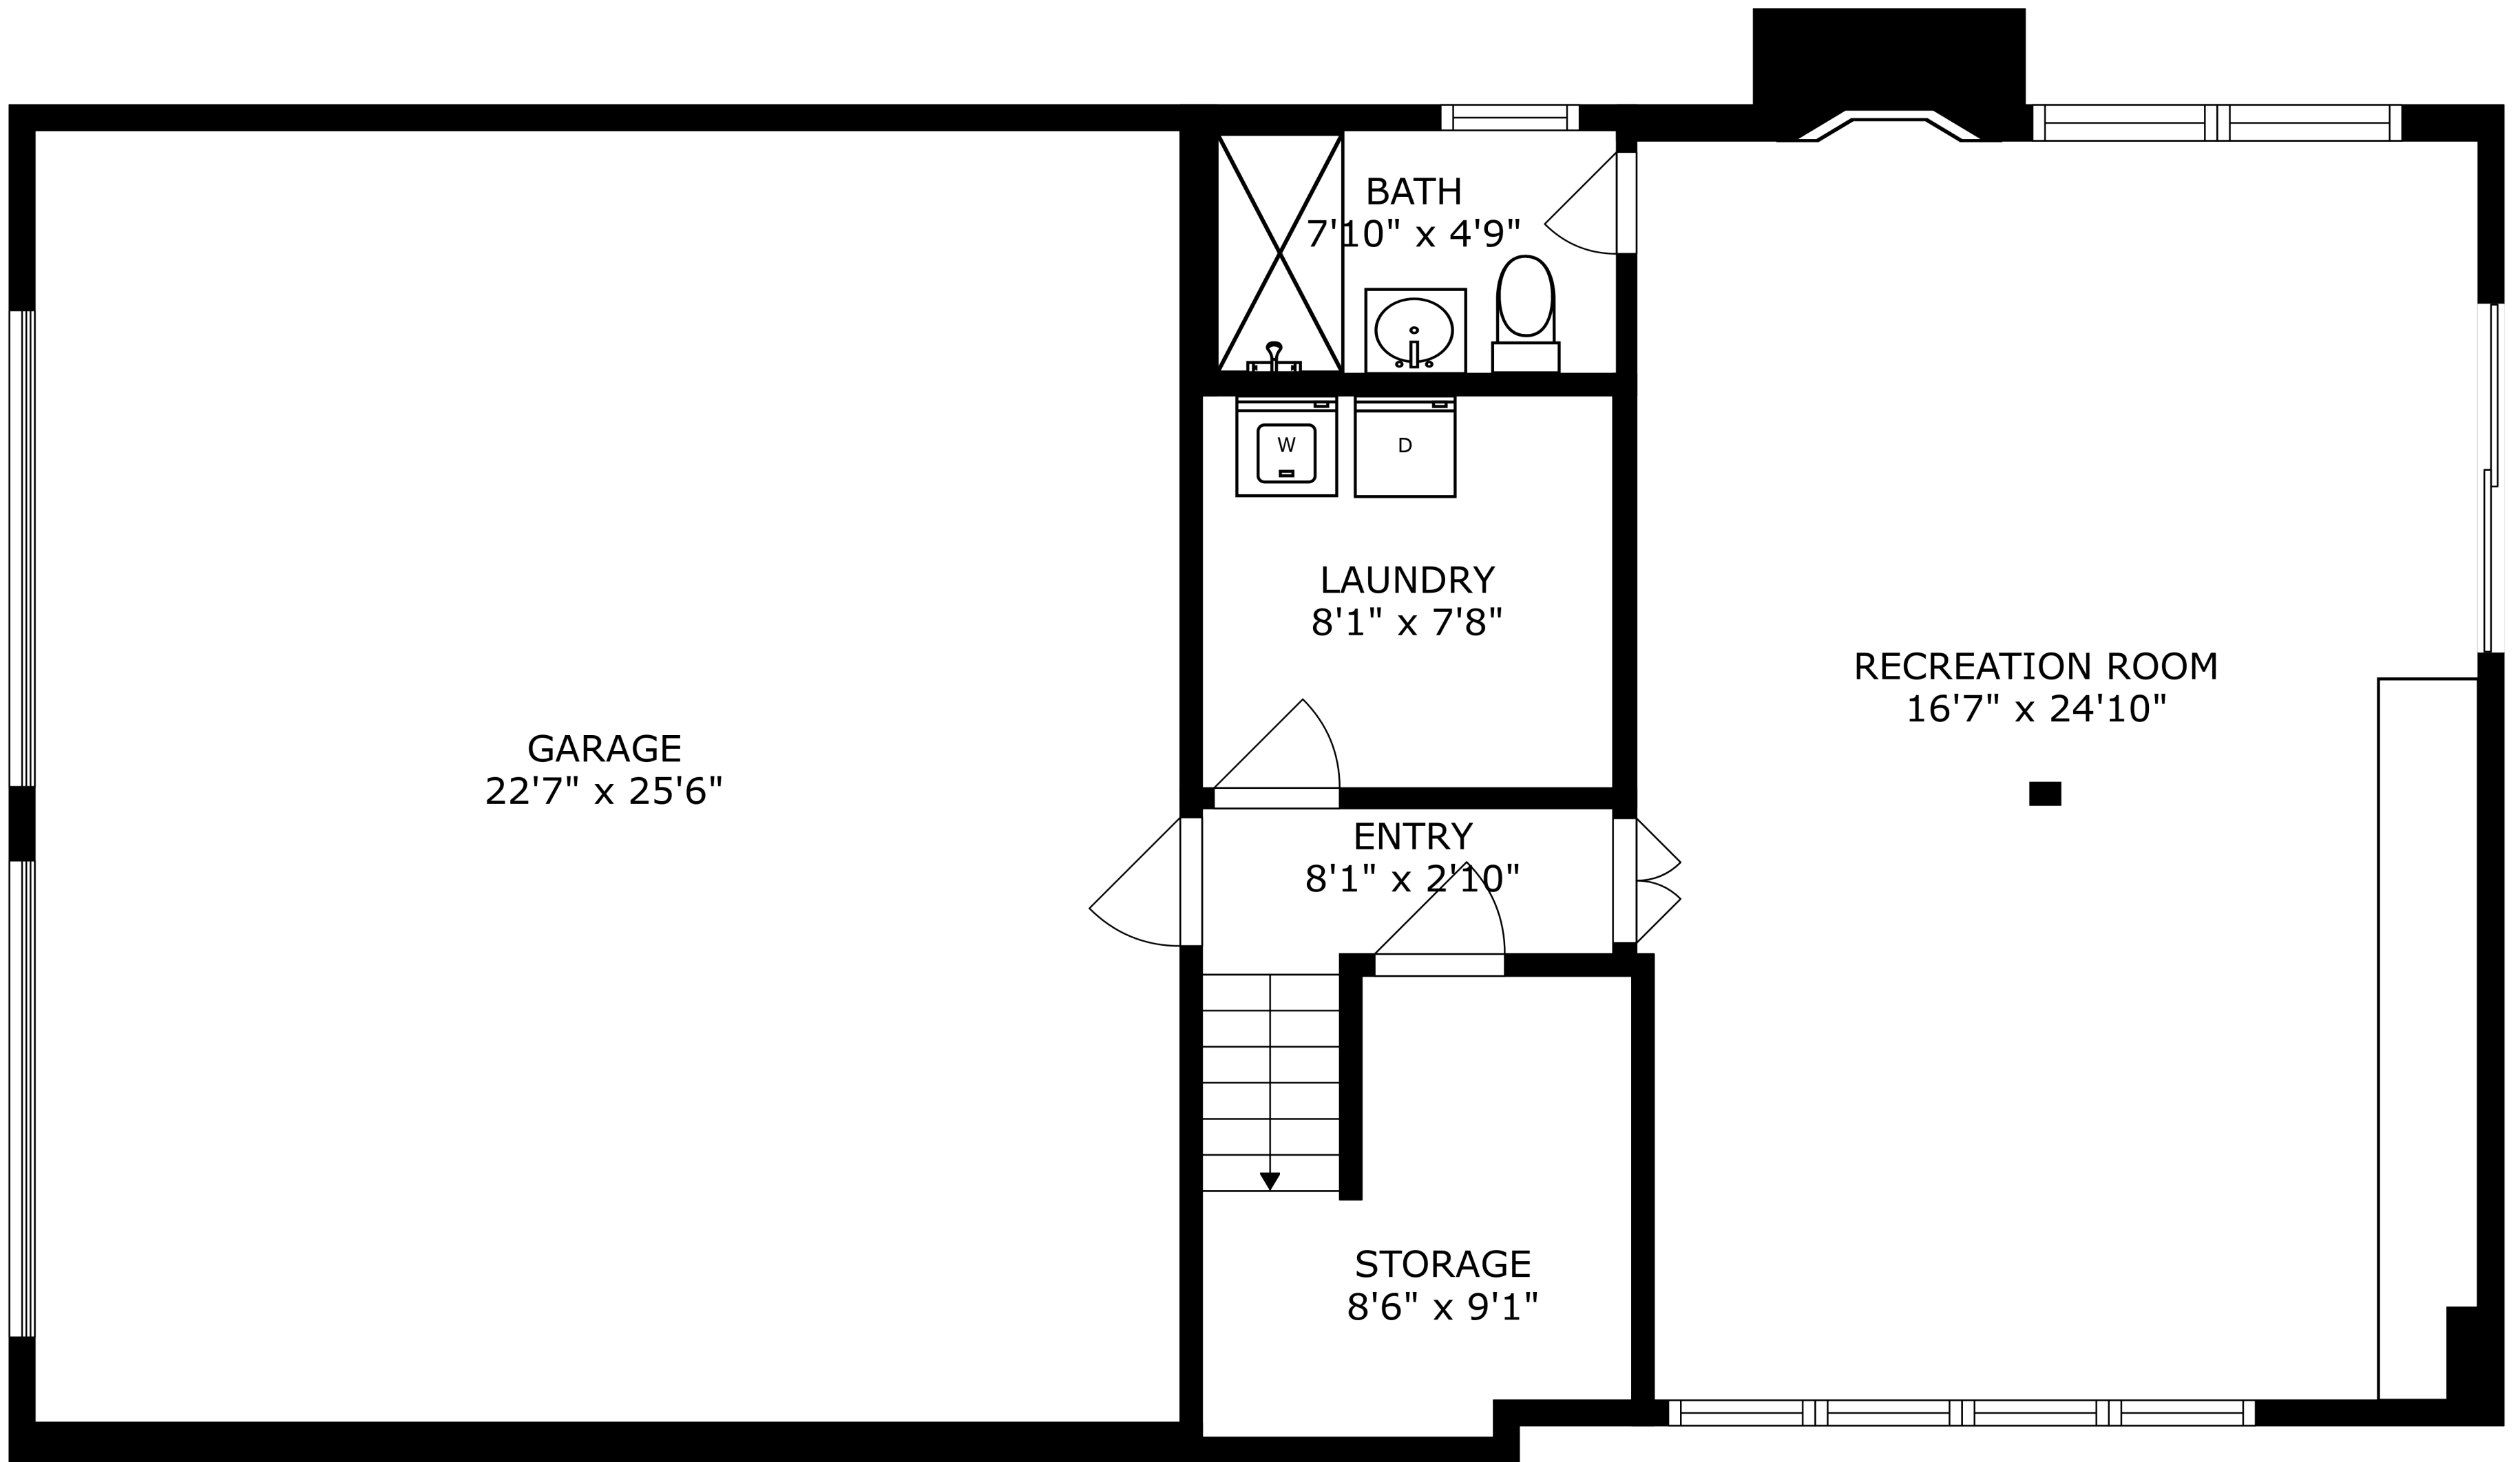 BATH
7'10" x 4'9"
W
D
LAUNDRY
8'1" x 7'8"
RECREATION ROOM
16'7" x 24'10"
GARAGE
22'7" x 25'6"
ENTRY
8'1" x 2'10"
STORAGE
8'6" x 9'1"